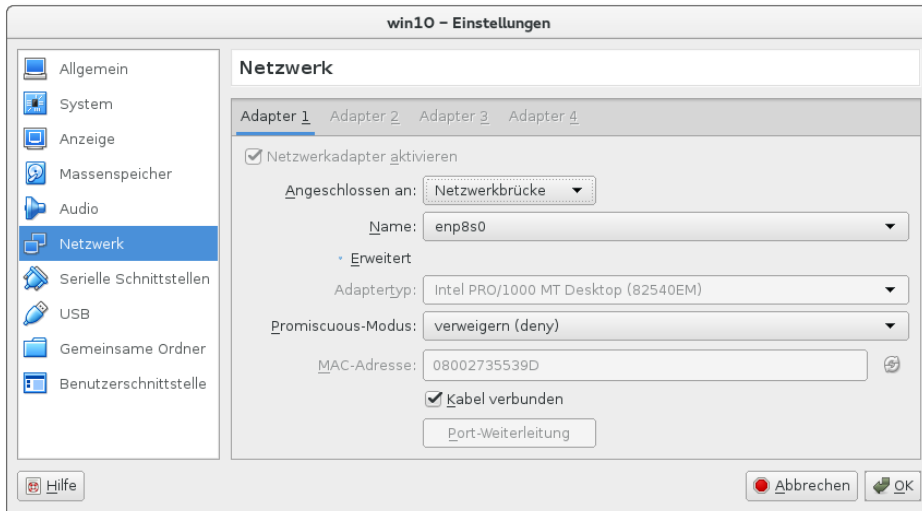 win10 – Einstellungen
Allgemein
System
Anzeige
Massenspeicher
Audio
Netzwerk
Serielle Schnittstellen
USB
Gemeinsame Ordner
Benutzerschnittstelle
Netzwerk
Adapter 1 Adapter 2 Adapter 3 Adapter 4
Netzwerkadapter aktivieren
Angeschlossen an: Netzwerkbrücke
Name: enp8s0
Erweitert
Adaptertyp: Intel PRO/1000 MT Desktop (82540EM)
Promiscuous-Modus: verweigern (deny)
MAC-Adresse: 08002735539D
Kabel verbunden
Port-Weiterleitung
Hilfe
Abbrechen
OK